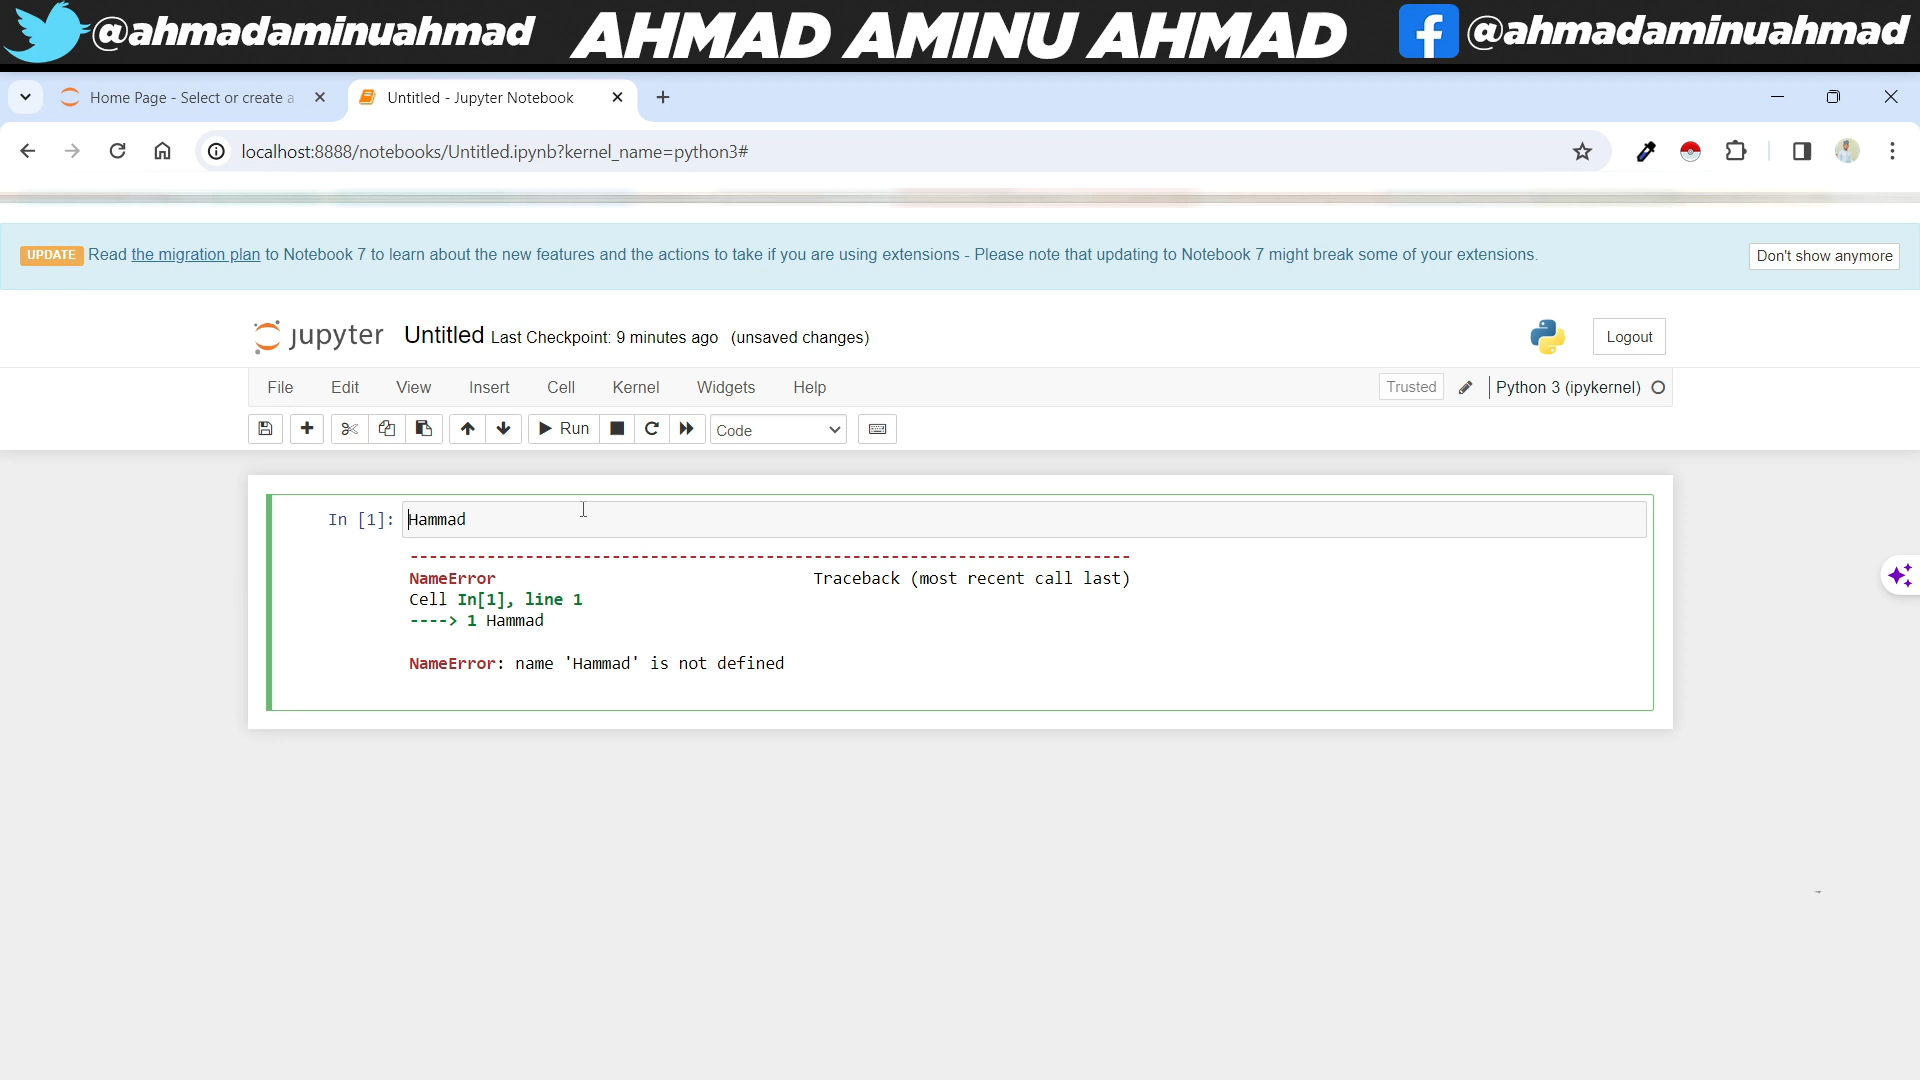 @ahmadaminuahmad AHMAD AMINU AHMAD @ahmadaminuahmad
Home Page - Select or create a
Untitled - Jupyter Notebook
localhost:8888/notebooks/Untitled.ipynb?kernel_name=python3#
UPDATE Read the migration plan to Notebook 7 to learn about the new features and the actions to take if you are using extensions - Please note that updating to Notebook 7 might break some of your extensions.
Don't show anymore
jupyter Untitled Last Checkpoint: 9 minutes ago (unsaved changes)
Logout
File Edit View Insert Cell Kernel Widgets Help
Trusted Python 3 (ipykernel)
Run Code
In [1]: Hammad
---------------------------------------------------------------------------
NameError Traceback (most recent call last)
Cell In[1], line 1
----> 1 Hammad
NameError: name 'Hammad' is not defined